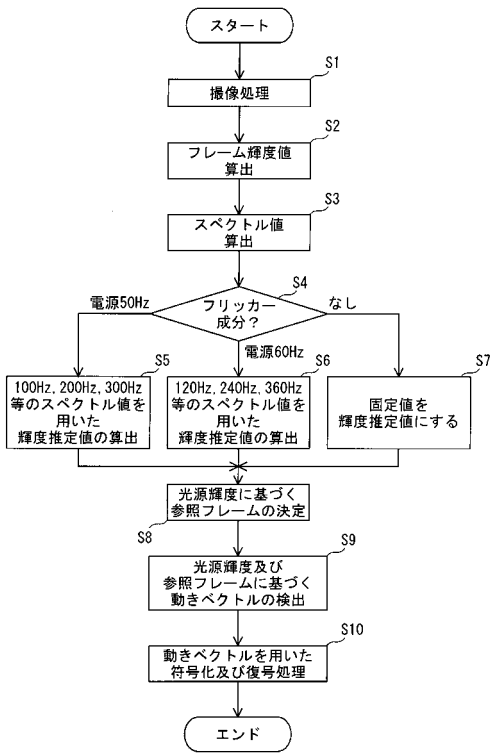 スタート
S1
撮像処理
S2
フレーム輝度値
算出
S3
スペクトル値
算出
S4
フリッカー
成分?
電源50Hz
電源60Hz
なし
S5
100Hz, 200Hz, 300Hz
等のスペクトル値を
用いた
輝度推定値の算出
S6
120Hz, 240Hz, 360Hz
等のスペクトル値を
用いた
輝度推定値の算出
S7
固定値を
輝度推定値にする
光源輝度に基づく
参照フレームの決定
S8
S9
光源輝度及び
参照フレームに基づく
動きベクトルの検出
S10
動きベクトルを用いた
符号化及び復号処理
エンド